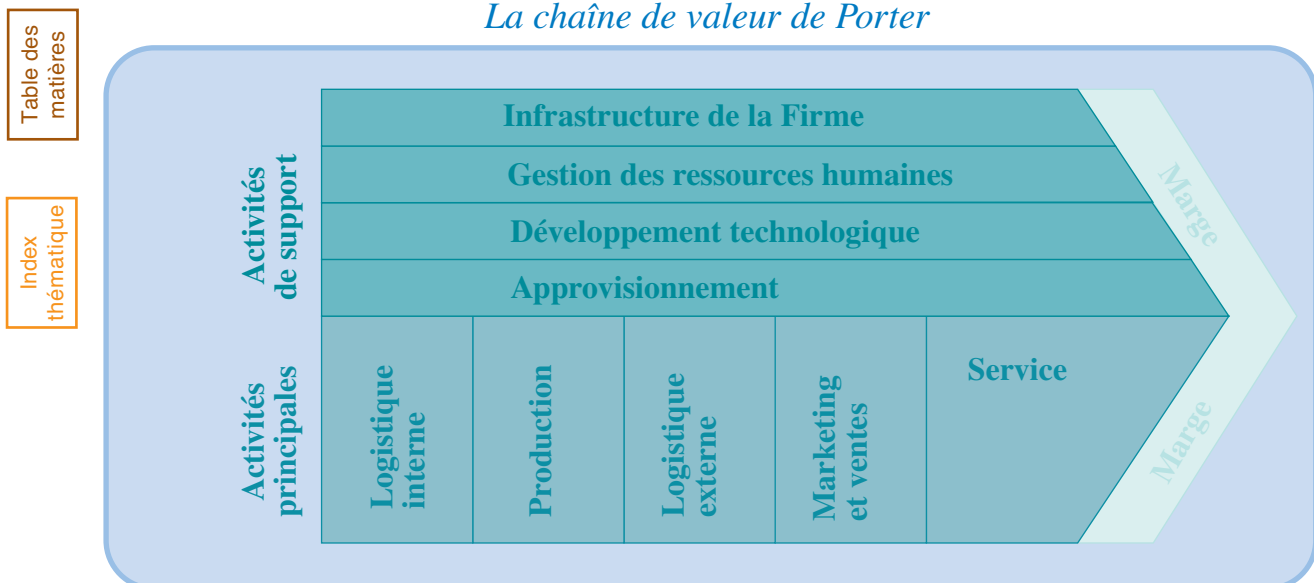 La chaîne de valeur de Porter
Table des
matières
Index
thématique
Activités
de support
Infrastructure de la Firme
Gestion des ressources humaines
Développement technologique
Approvisionnement
Marge
Activités
principales
Logistique
interne
Production
Logistique
externe
Marketing
et ventes
Service
Marge